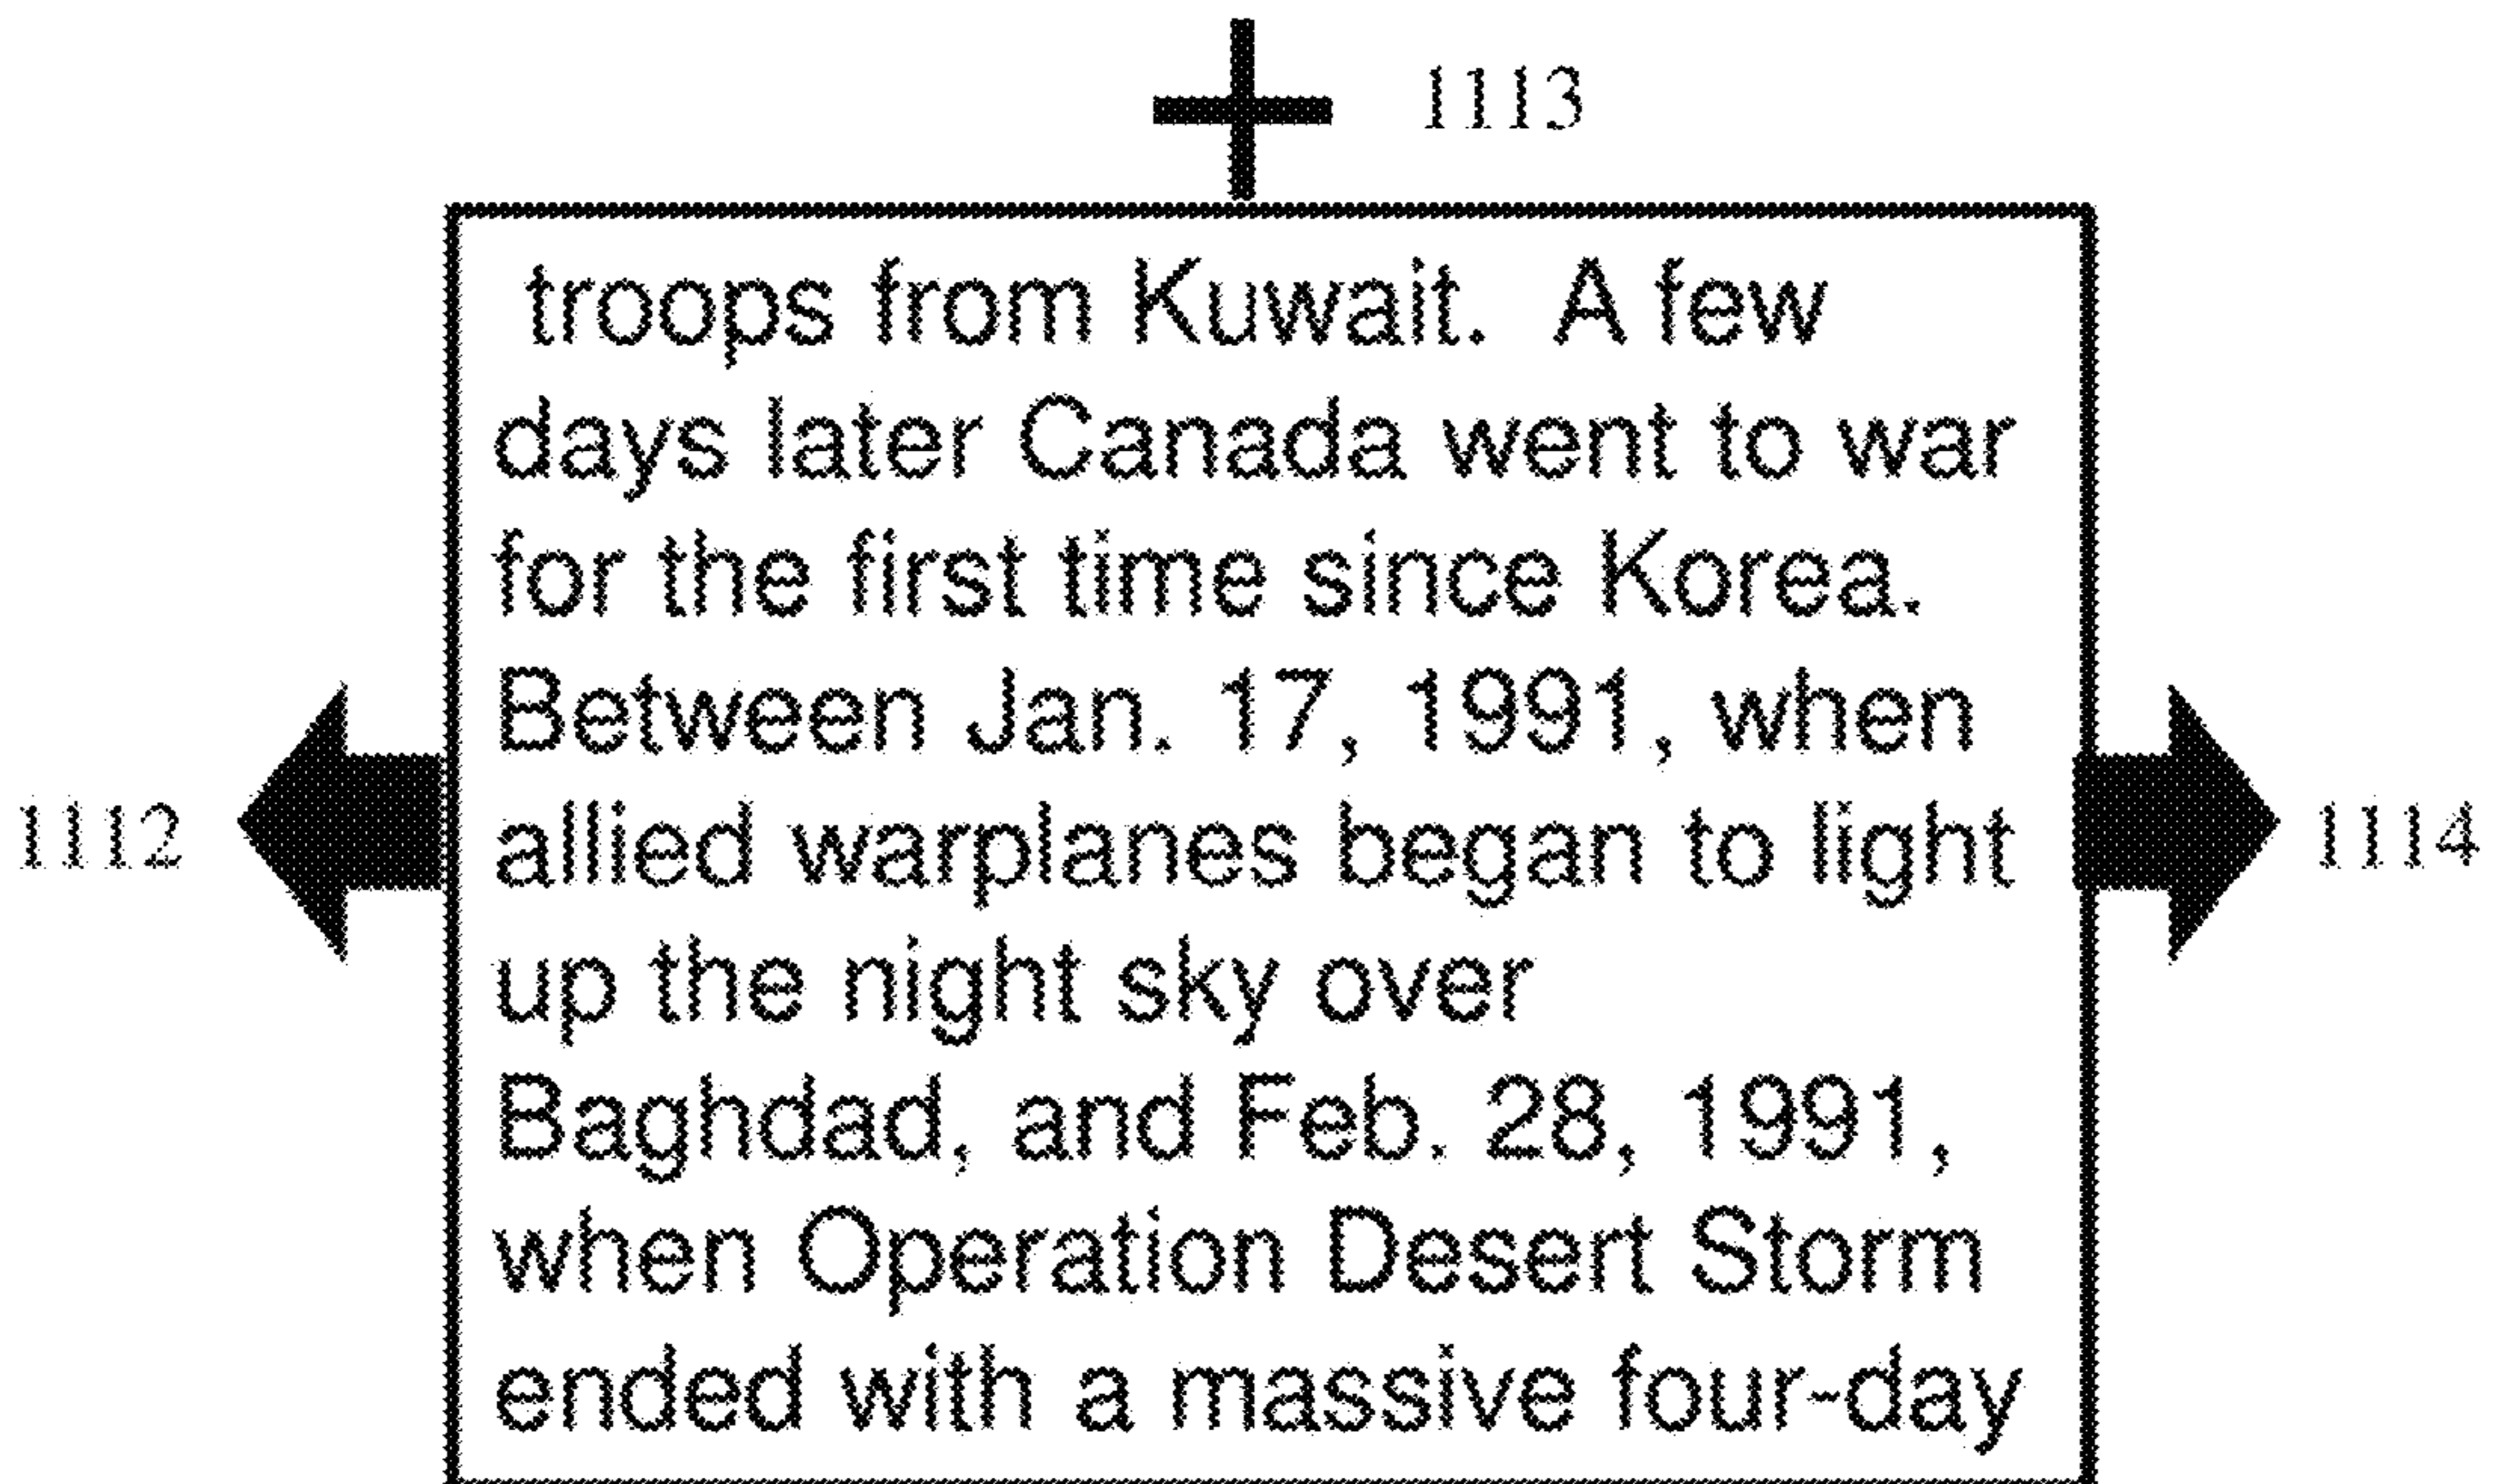 1113
troops from Kuwait.  A few
days later Canada went to war
for the first time since Korea.
Between Jan. 17, 1991, when
allied warplanes began to light
1112
1114
up the night sky over
Baghdad, and Feb. 28, 1991,
when Operation Desert Storm
ended with a massive four-day